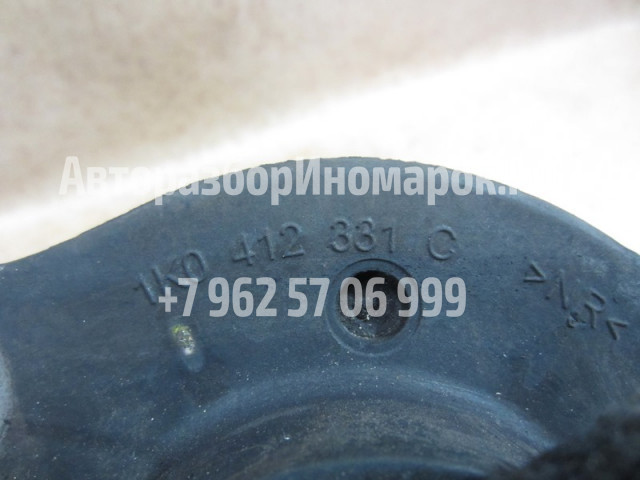 АвторазборИномарок.
1K0 412 331 C
>N.R<
+7 962 57 06 999